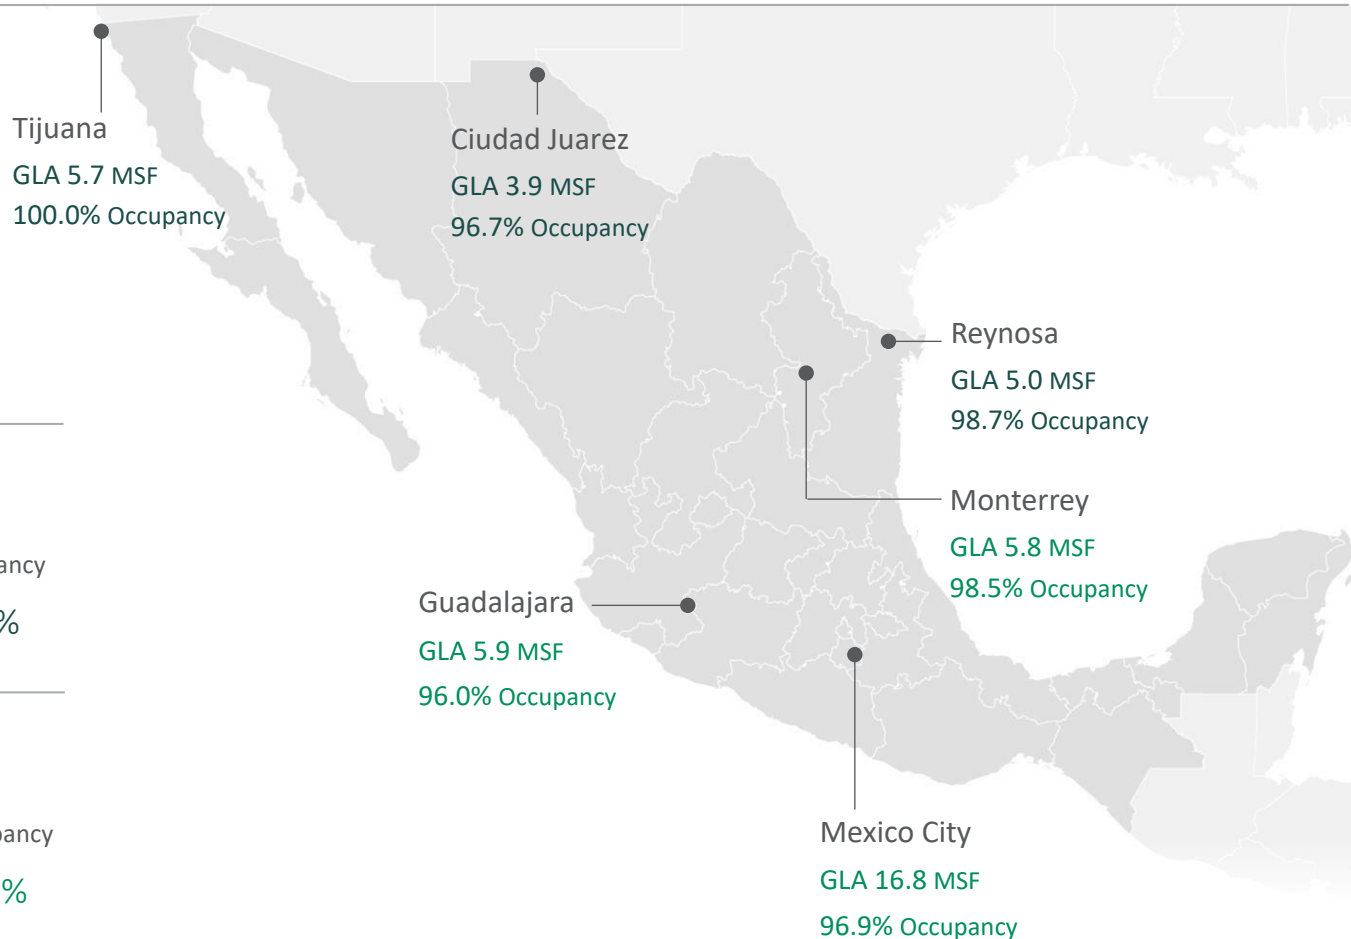 Tijuana
GLA 5.7 MSF
100.0% Occupancy
Ciudad Juarez
GLA 3.9 MSF
96.7% Occupancy
Reynosa
GLA 5.0 MSF
98.7% Occupancy
Monterrey
GLA 5.8 MSF
98.5% Occupancy
ancy
%
Guadalajara
GLA 5.9 MSF
96.0% Occupancy
pancy
%
Mexico City
GLA 16.8 MSF
96.9% Occupancy